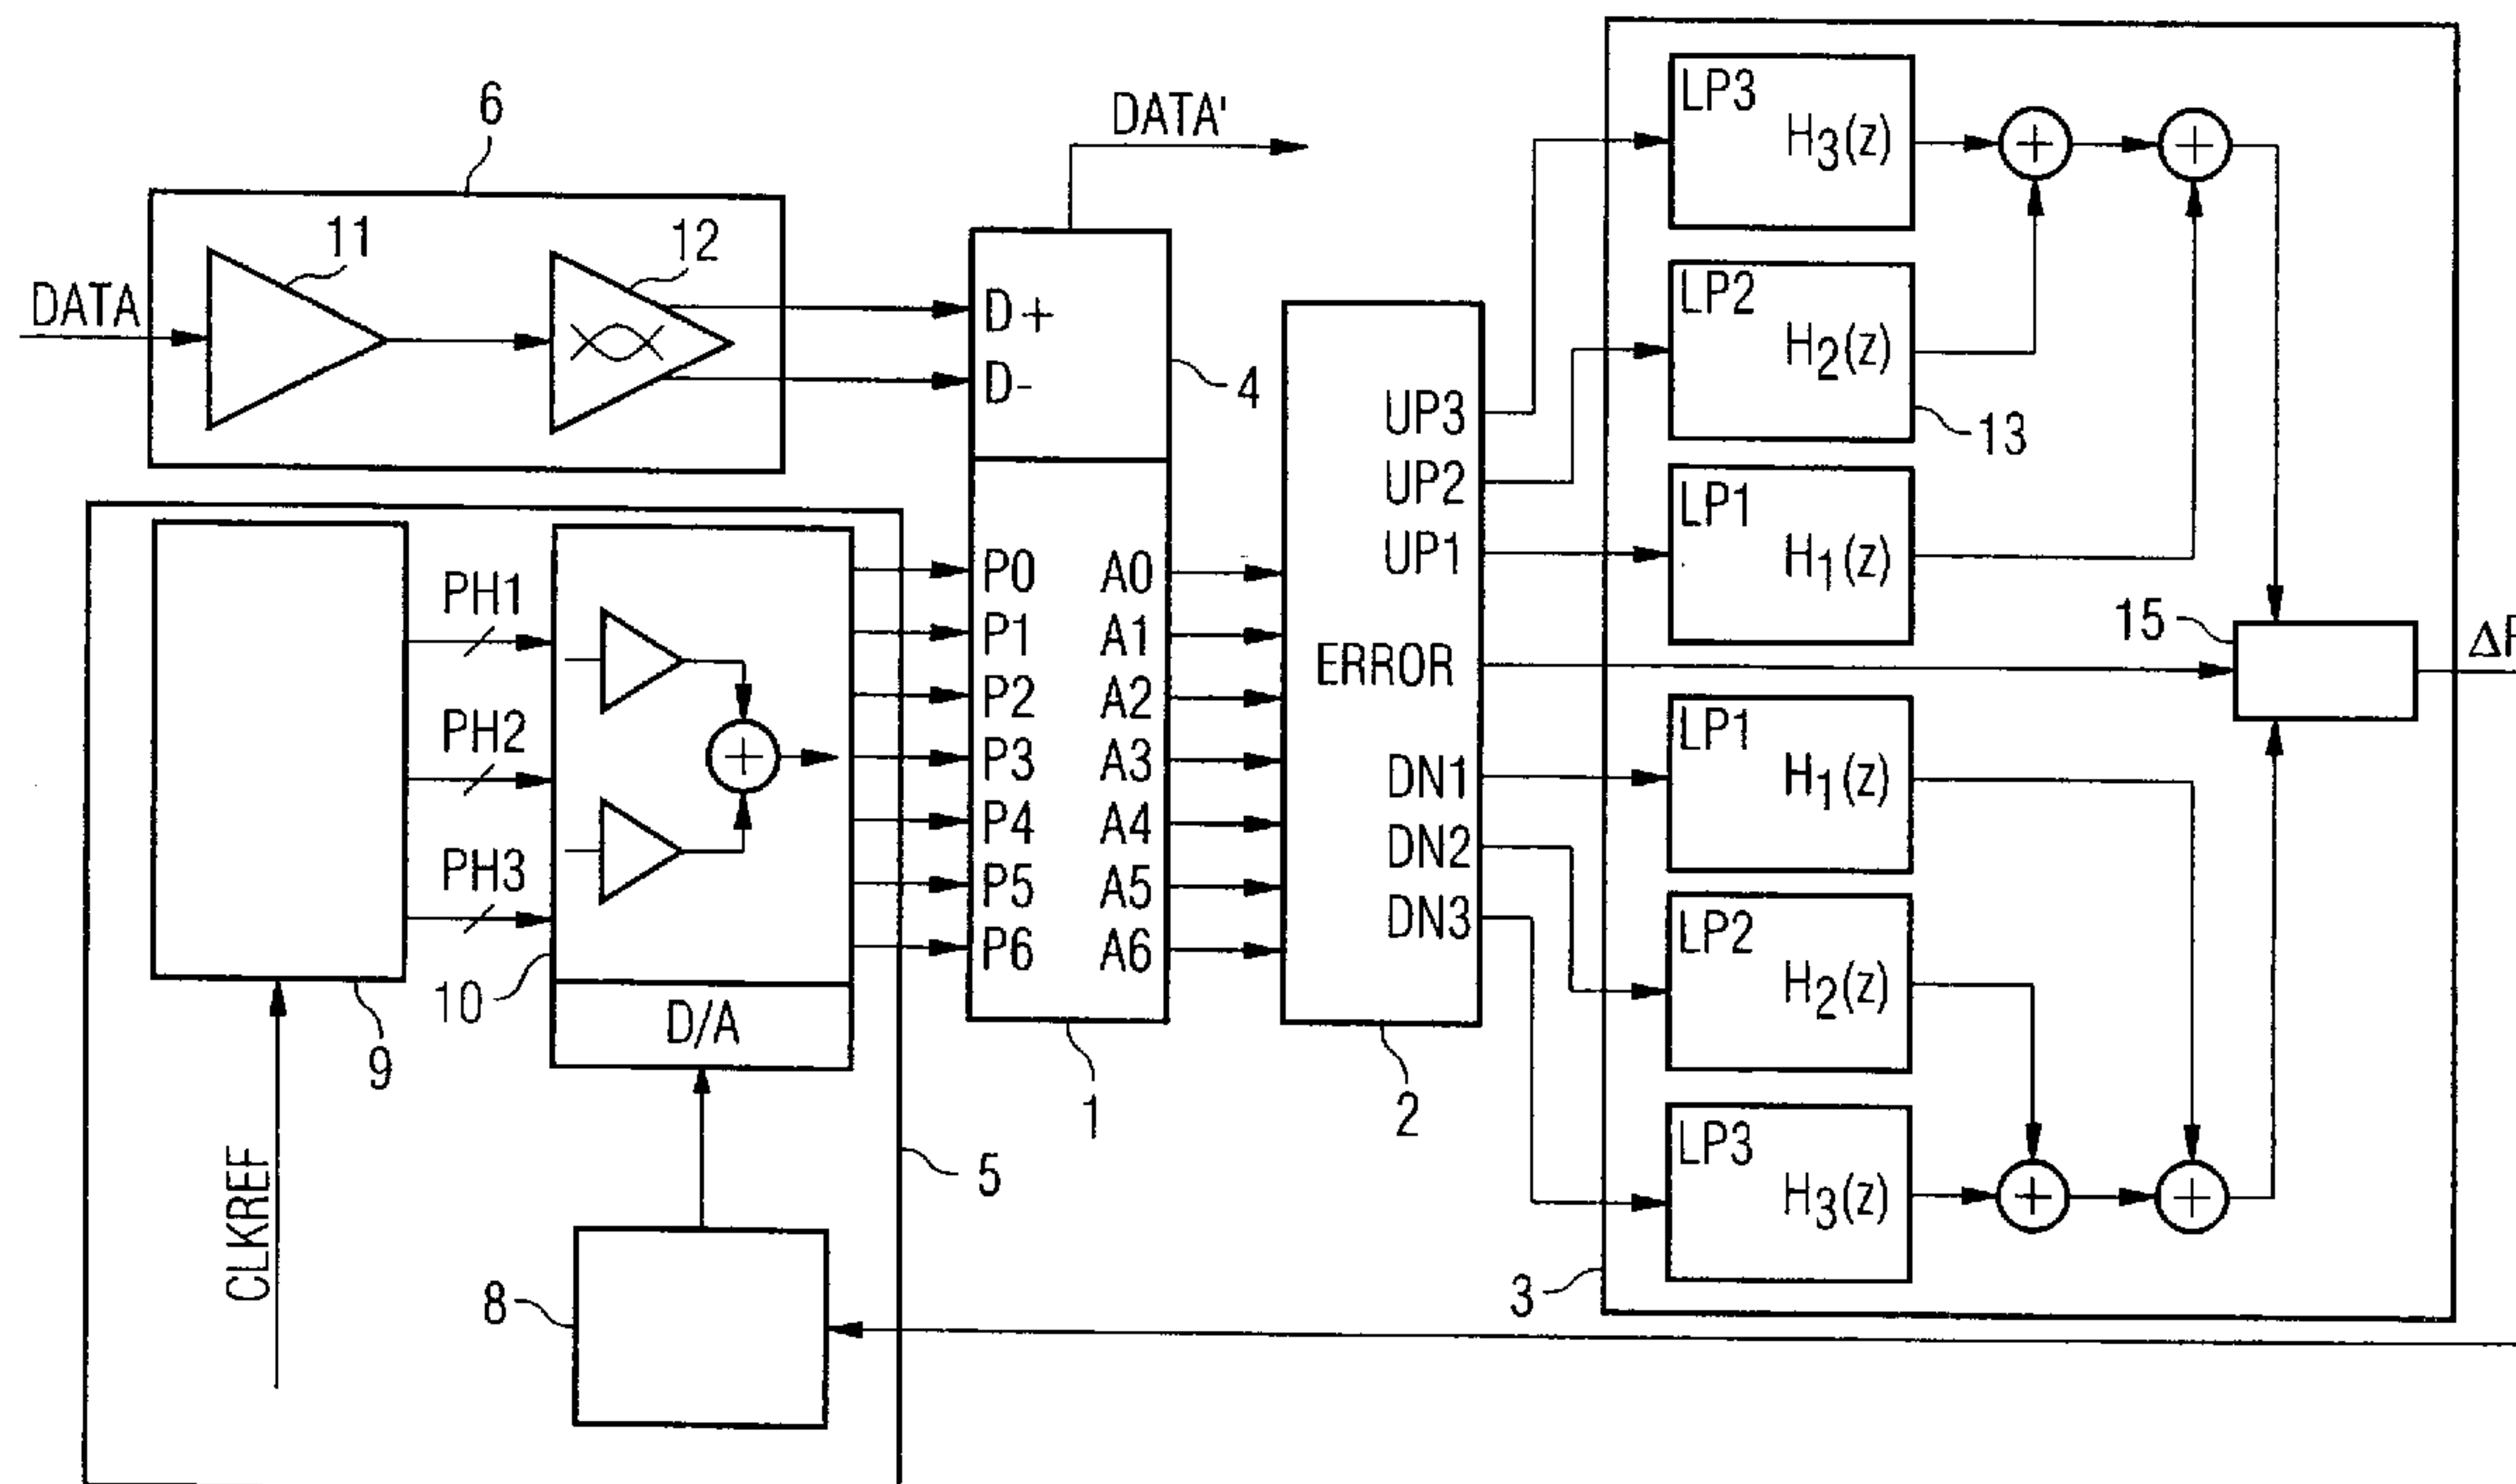 6
DATA'
11
12
DATA
D+
D-
4
PH1
PH2
PH3
10
D/A
9
CLKREF
8
5
P0 A0
P1 A1
P2 A2
P3 A3
P4 A4
P5 A5
P6 A6
1
UP3
UP2
UP1
ERROR
DN1
DN2
DN3
2
LP3
H3(z)
LP2
H2(z)
13
LP1
H1(z)
15
LP1
H1(z)
LP2
H2(z)
LP3
H3(z)
3